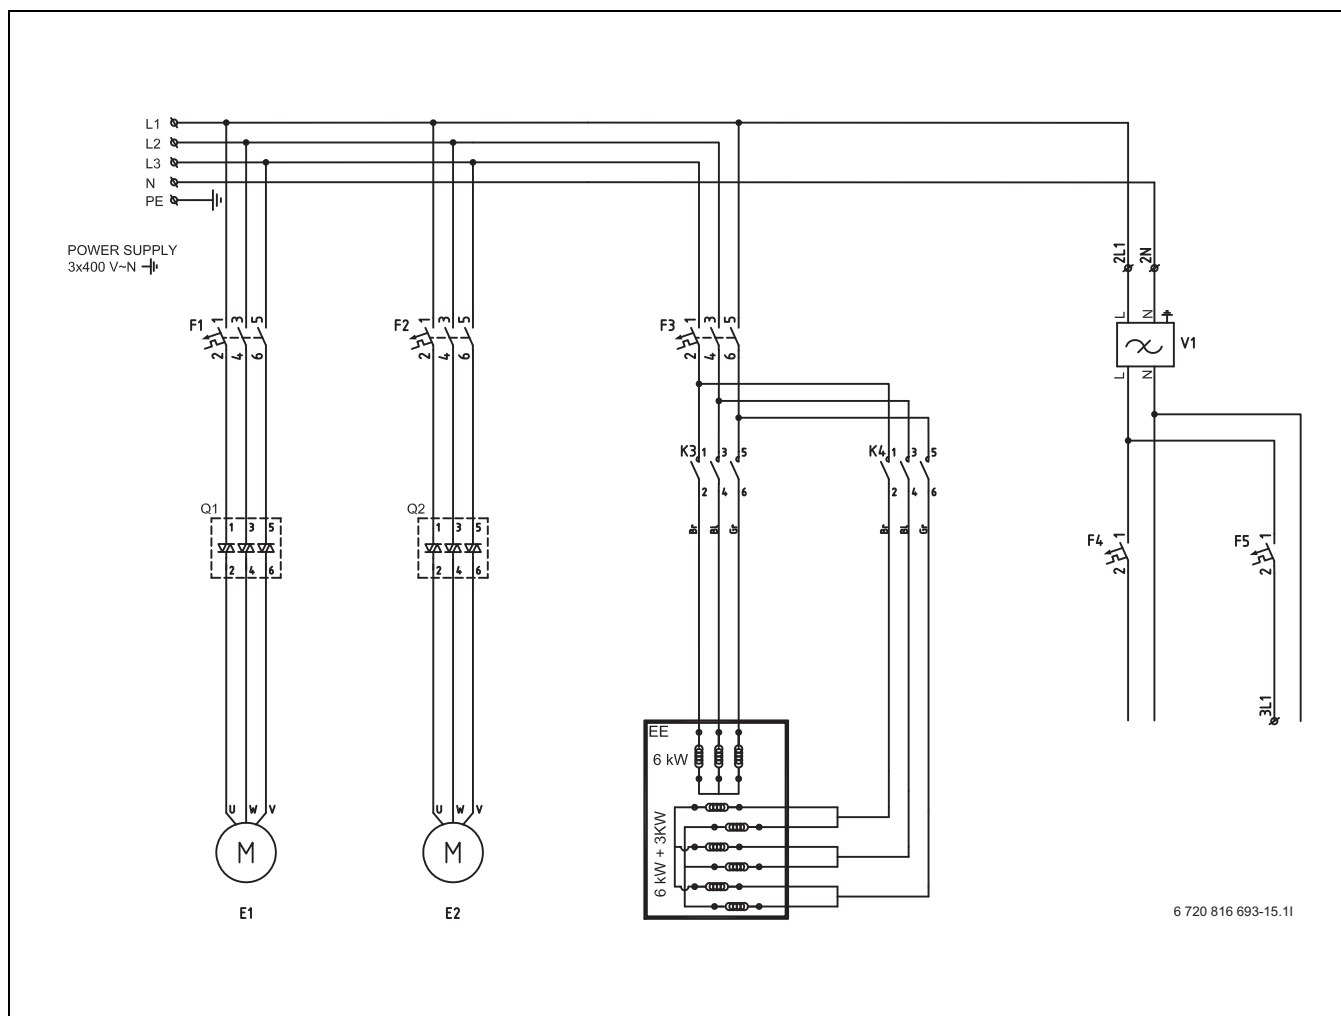 L1
L2
L3
N
PE
POWER SUPPLY
3x400 V~N
2L1 2N
F1 1 3 5
2 4 6
F2 1 3 5
2 4 6
F3 1 3 5
2 4 6
L N
V1
L N
K3 1 3 5
2 4 6
Br Bl Gr
K4 1 3 5
2 4 6
Br Bl Gr
Q1
1 3 5
2 4 6
Q2
1 3 5
2 4 6
F4 1
2
F5 1
2
3L1
EE
6 kW
6 kW + 3KW
U W V
M
E1
U W V
M
E2
6 720 816 693-15.1I